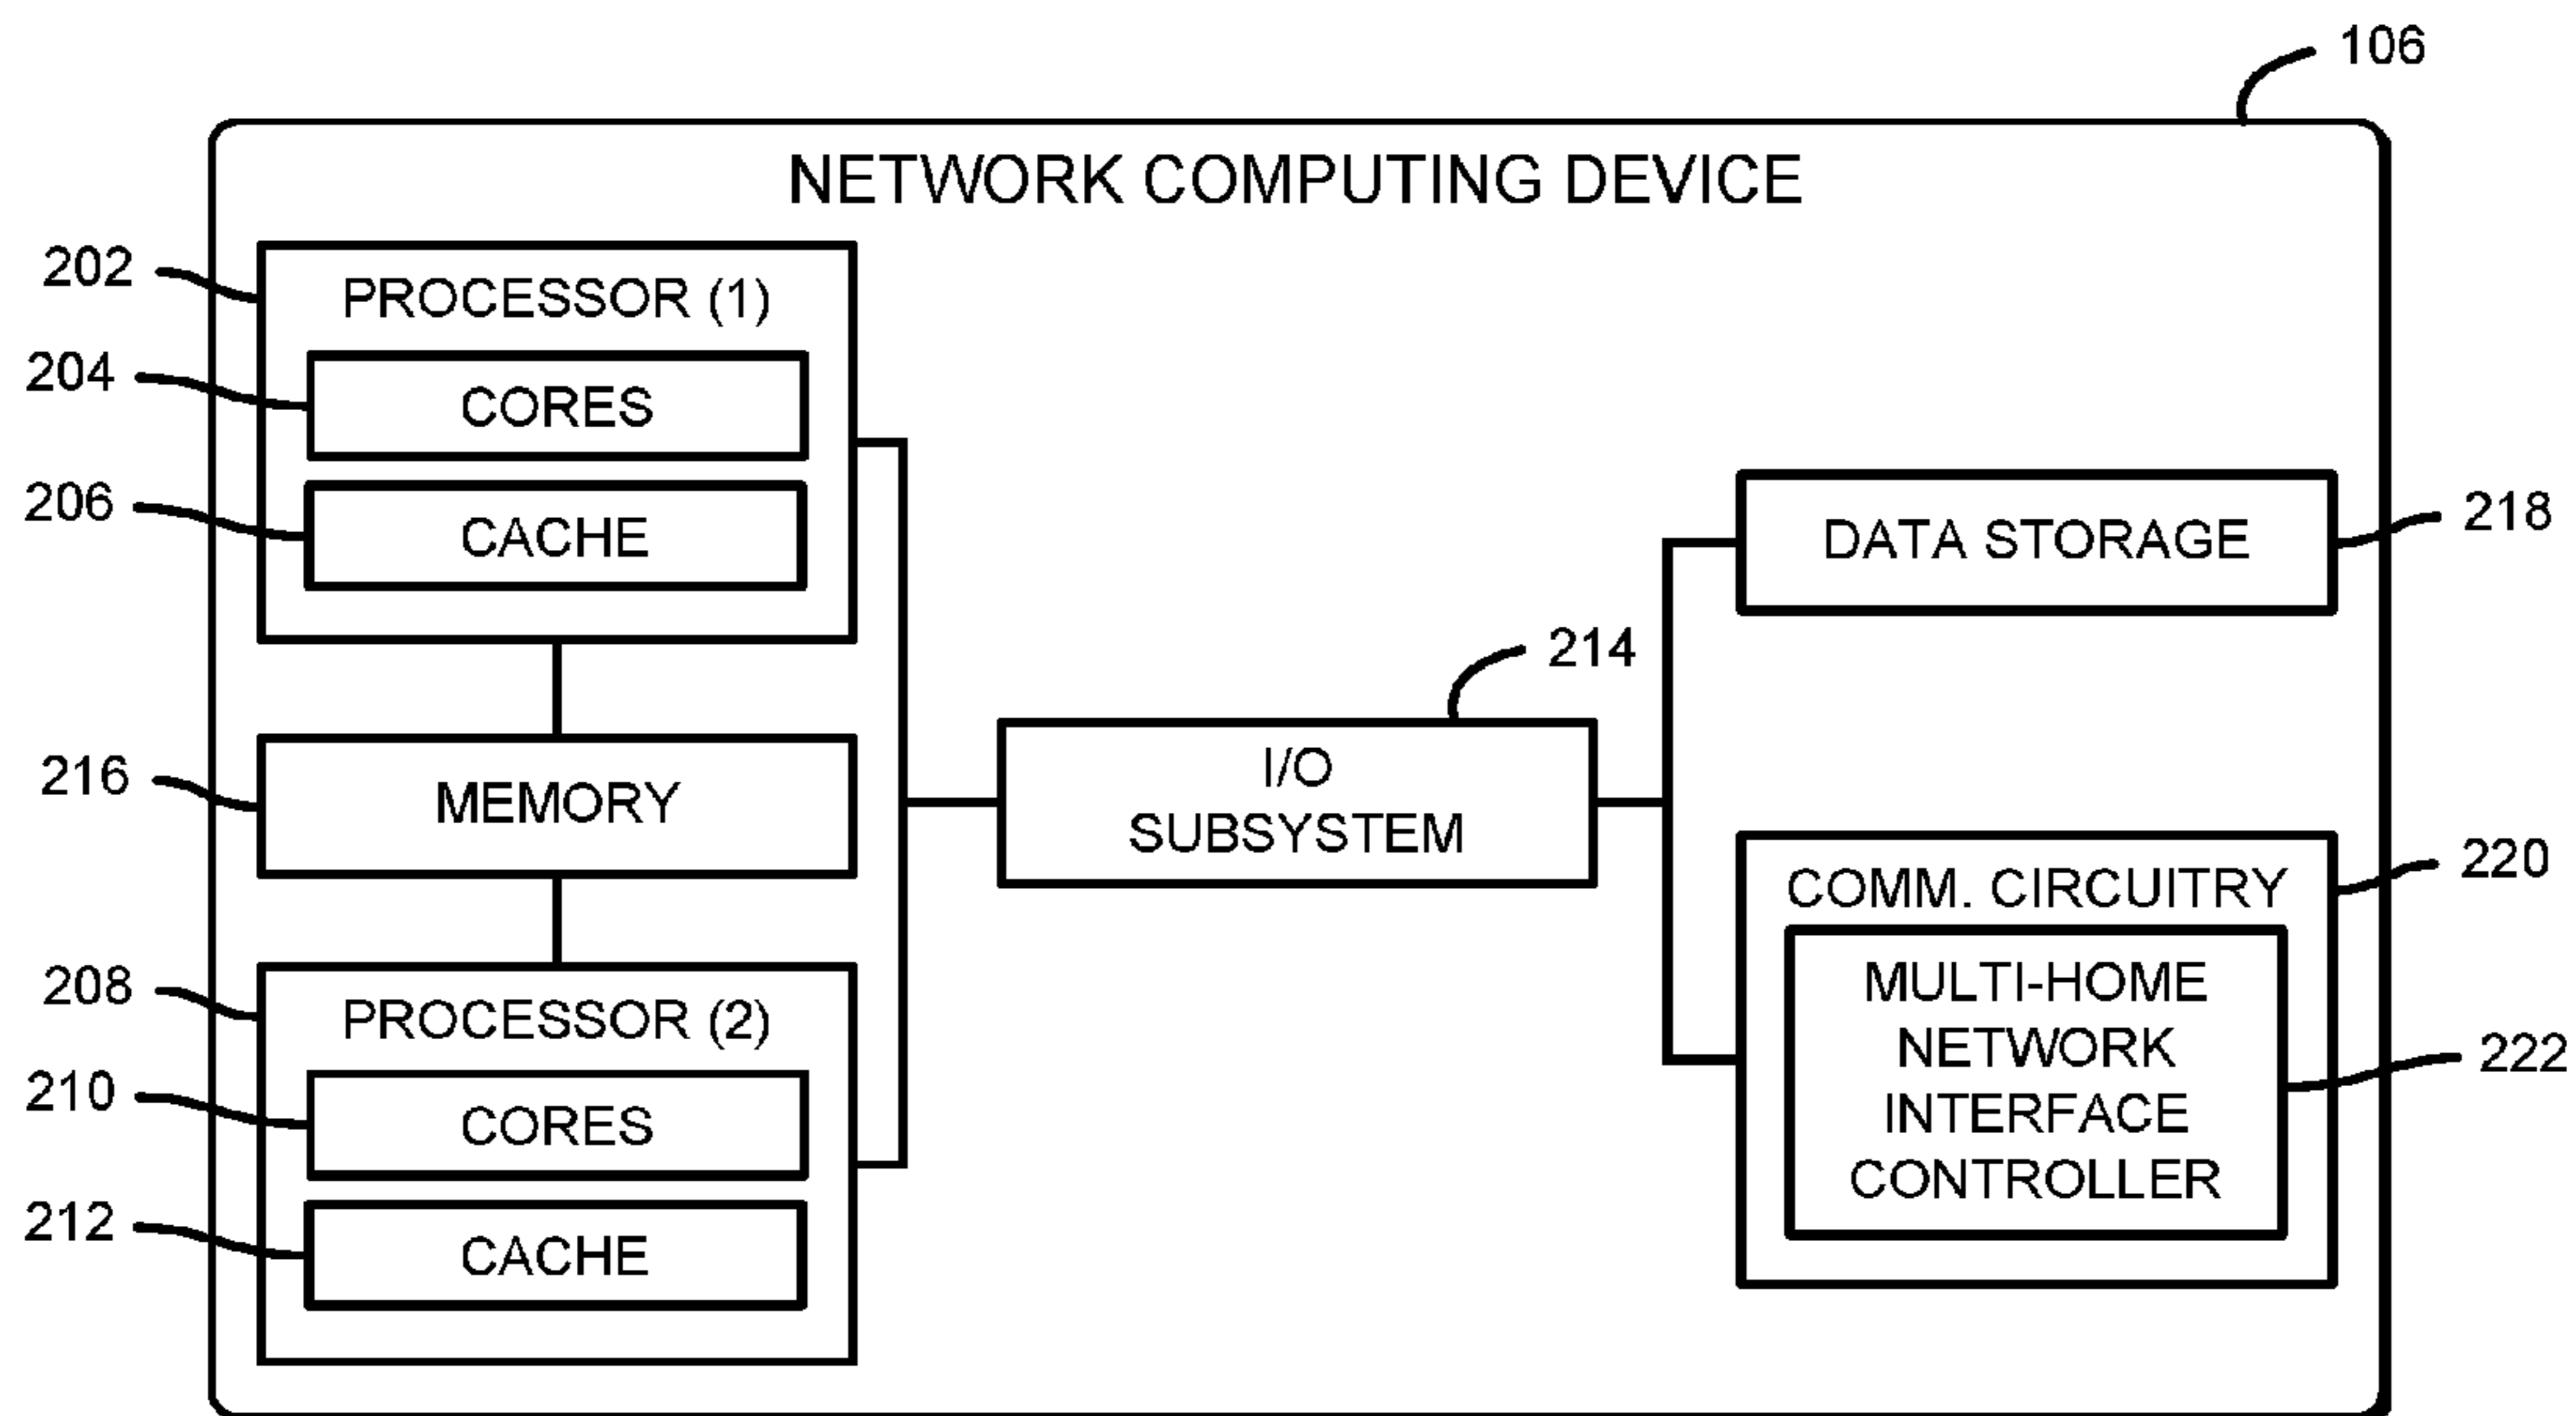 106
NETWORK COMPUTING DEVICE
202
PROCESSOR (1)
204
CORES
206
CACHE
216
MEMORY
208
PROCESSOR (2)
210
CORES
212
CACHE
214
I/O
SUBSYSTEM
DATA STORAGE
218
COMM. CIRCUITRY
220
MULTI-HOME
NETWORK
INTERFACE
CONTROLLER
222